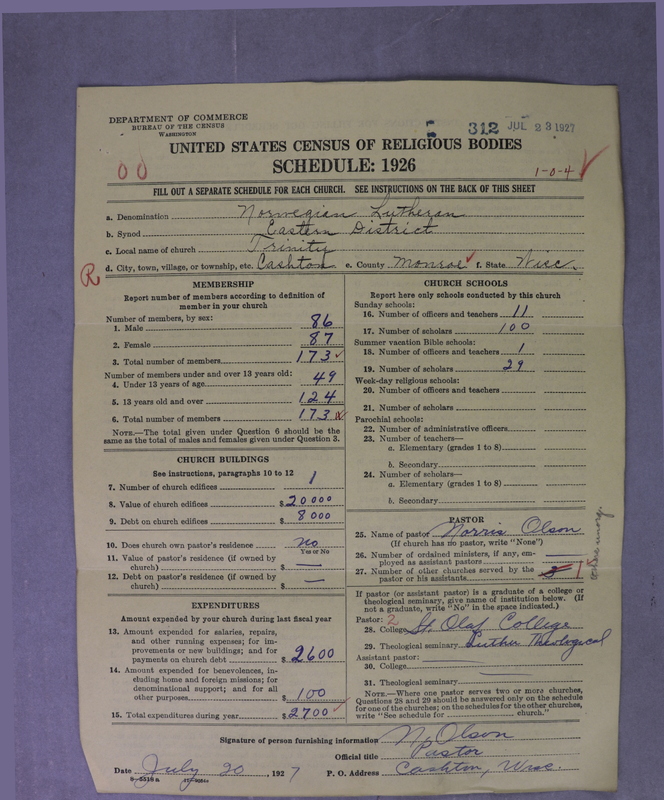 DEPARTMENT OF COMMERCE
BUREAU OF THE CENSUS
WASHINGTON
312 JUL 23 1927
UNITED STATES CENSUS OF RELIGIOUS BODIES
SCHEDULE: 1926
00
1-0-4
FILL OUT A SEPARATE SCHEDULE FOR EACH CHURCH. SEE INSTRUCTIONS ON THE BACK OF THIS SHEET
a. Denomination Norwegian Lutheran
b. Synod Eastern District
c. Local name of church Trinity
d. City, town, village, or township, etc. Cashton e. County Monroe f. State Wisc.
R
MEMBERSHIP
Report number of members according to definition of
member in your church
Number of members, by sex:
1. Male 86
2. Female 87
3. Total number of members 173
Number of members under and over 13 years old:
4. Under 13 years of age 49
5. 13 years old and over 124
6. Total number of members 173
NOTE.—The total given under Question 6 should be the
same as the total of males and females given under Question 3.
CHURCH BUILDINGS
See instructions, paragraphs 10 to 12
7. Number of church edifices 1
8. Value of church edifices $20000
9. Debt on church edifices $8000
10. Does church own pastor's residence no
Yes or No
11. Value of pastor's residence (if owned by
church) $ —
12. Debt on pastor's residence (if owned by
church) $ —
EXPENDITURES
Amount expended by your church during last fiscal year
13. Amount expended for salaries, repairs,
and other running expenses; for im-
provements or new buildings; and for
payments on church debt $2600
14. Amount expended for benevolences, in-
cluding home and foreign missions; for
denominational support; and for all
other purposes $100
15. Total expenditures during year $2700
CHURCH SCHOOLS
Report here only schools conducted by this church
Sunday schools:
16. Number of officers and teachers 11
17. Number of scholars 100
Summer vacation Bible schools:
18. Number of officers and teachers 1
19. Number of scholars 29
Week-day religious schools:
20. Number of officers and teachers
21. Number of scholars
Parochial schools:
22. Number of administrative officers
23. Number of teachers—
a. Elementary (grades 1 to 8)
b. Secondary
24. Number of scholars—
a. Elementary (grades 1 to 8)
b. Secondary
PASTOR
25. Name of pastor Norris Olson
(If church has no pastor, write "None")
26. Number of ordained ministers, if any, em-
ployed as assistant pastors
27. Number of other churches served by the
pastor or his assistants 1
If pastor (or assistant pastor) is a graduate of a college or
theological seminary, give name of institution below. (If
not a graduate, write "No" in the space indicated.)
Pastor: 2
28. College St. Olaf College
29. Theological seminary Luther Theological
Assistant pastor:
30. College
31. Theological seminary
NOTE.—Where one pastor serves two or more churches,
Questions 28 and 29 should be answered only on the schedule
for one of the churches; on the schedules for the other churches,
write "See schedule for church."
Signature of person furnishing information N. Olson
Official title Pastor
Date July 20, 1927 P. O. Address Cashton, Wisc.